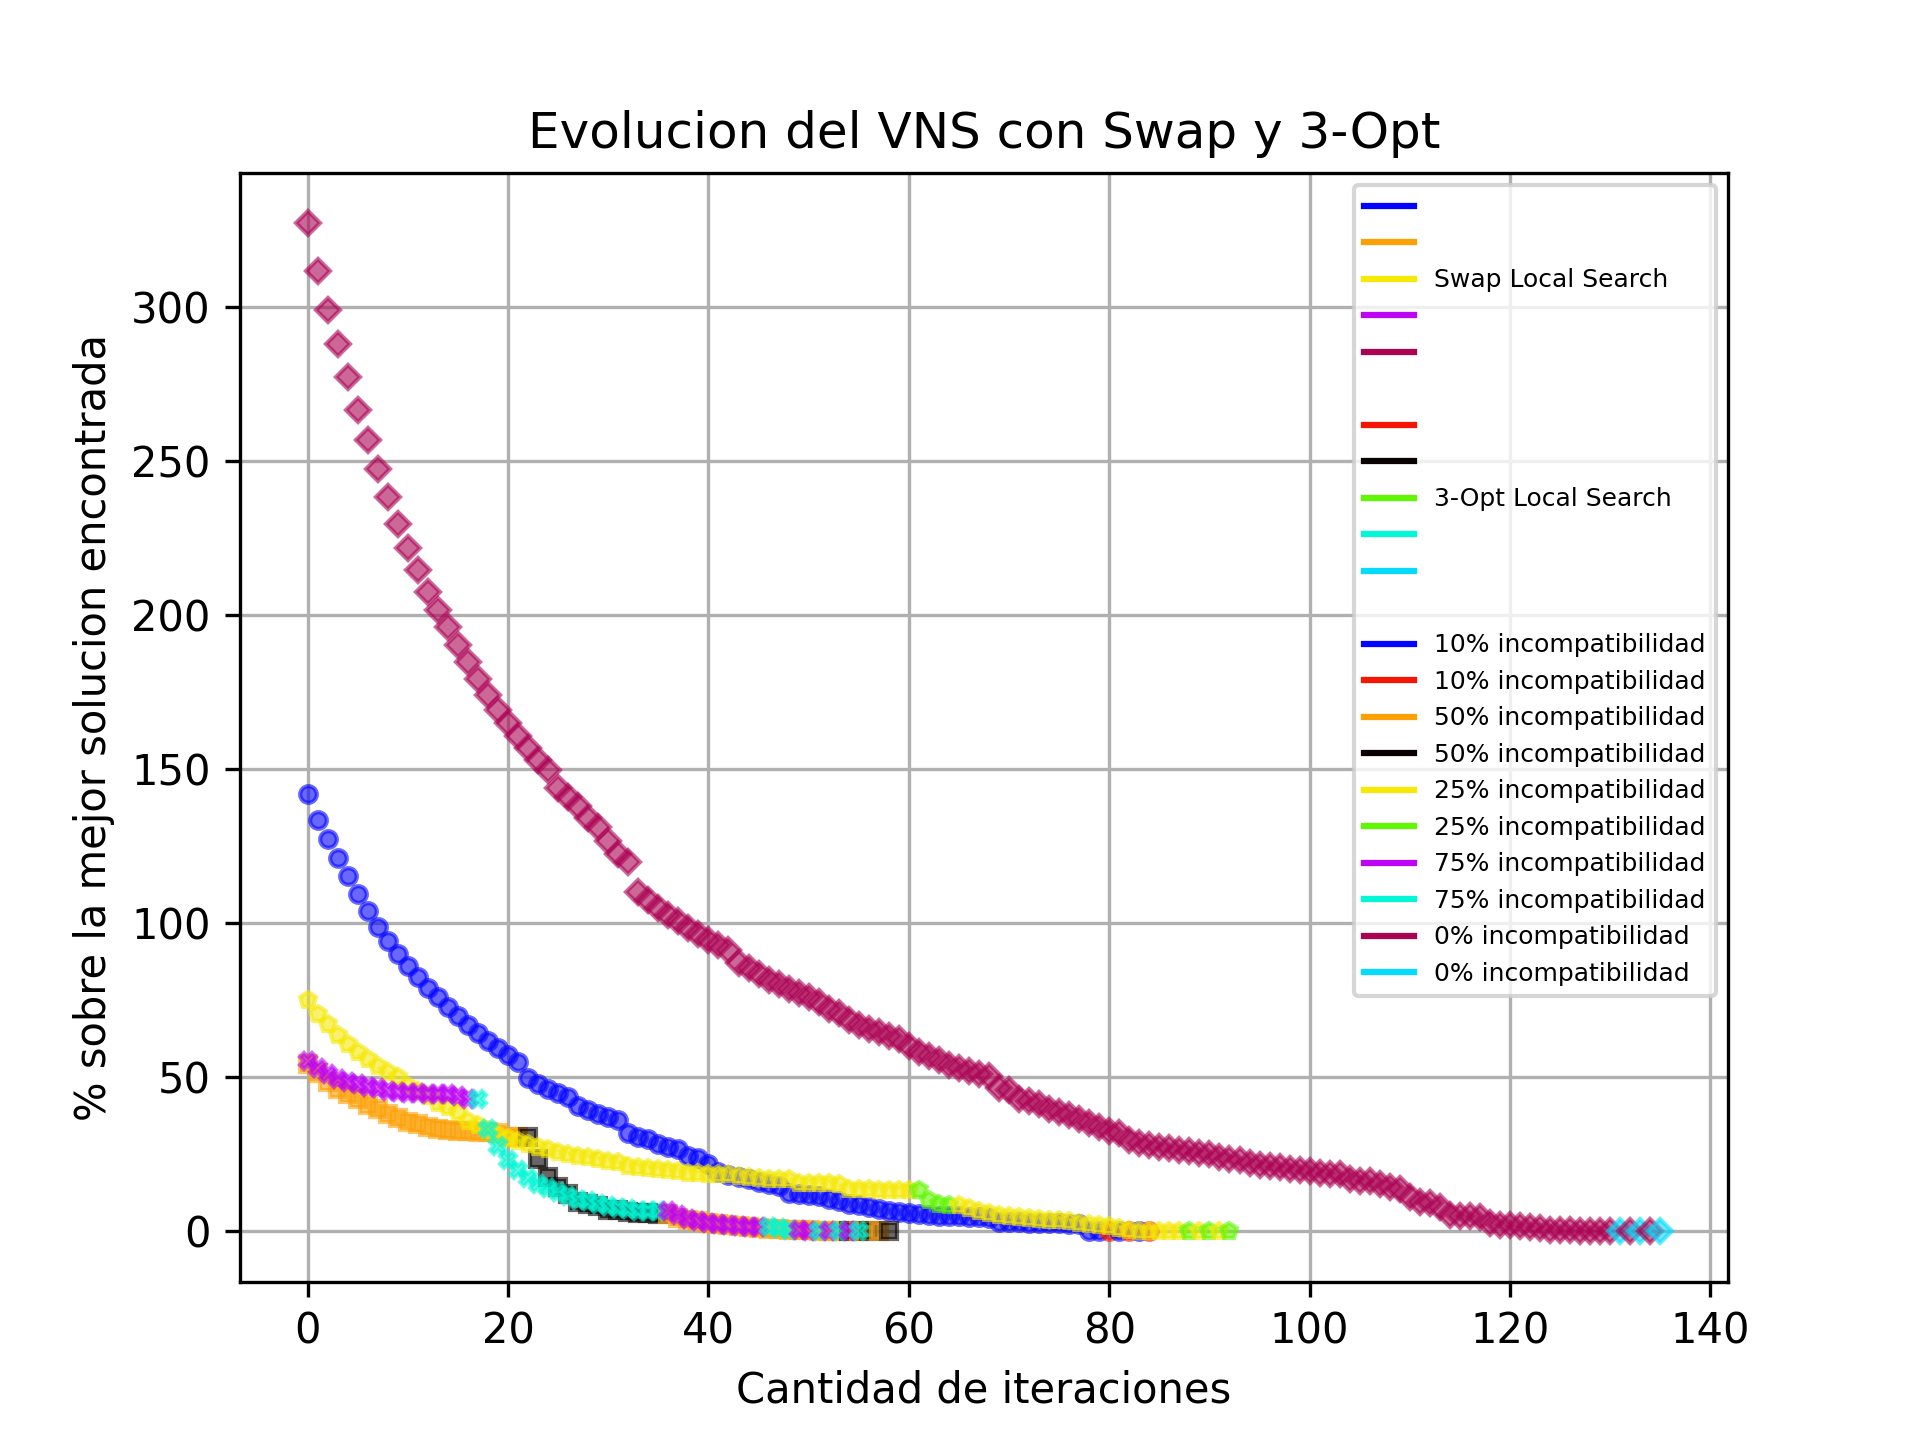 Evolucion del VNS con Swap y 3-Opt
% sobre la mejor solucion encontrada
300
250
200
150
100
50
0
0 20 40 60 80 100 120 140
Cantidad de iteraciones
Swap Local Search
3-Opt Local Search
10% incompatibilidad
10% incompatibilidad
50% incompatibilidad
50% incompatibilidad
25% incompatibilidad
25% incompatibilidad
75% incompatibilidad
75% incompatibilidad
0% incompatibilidad
0% incompatibilidad